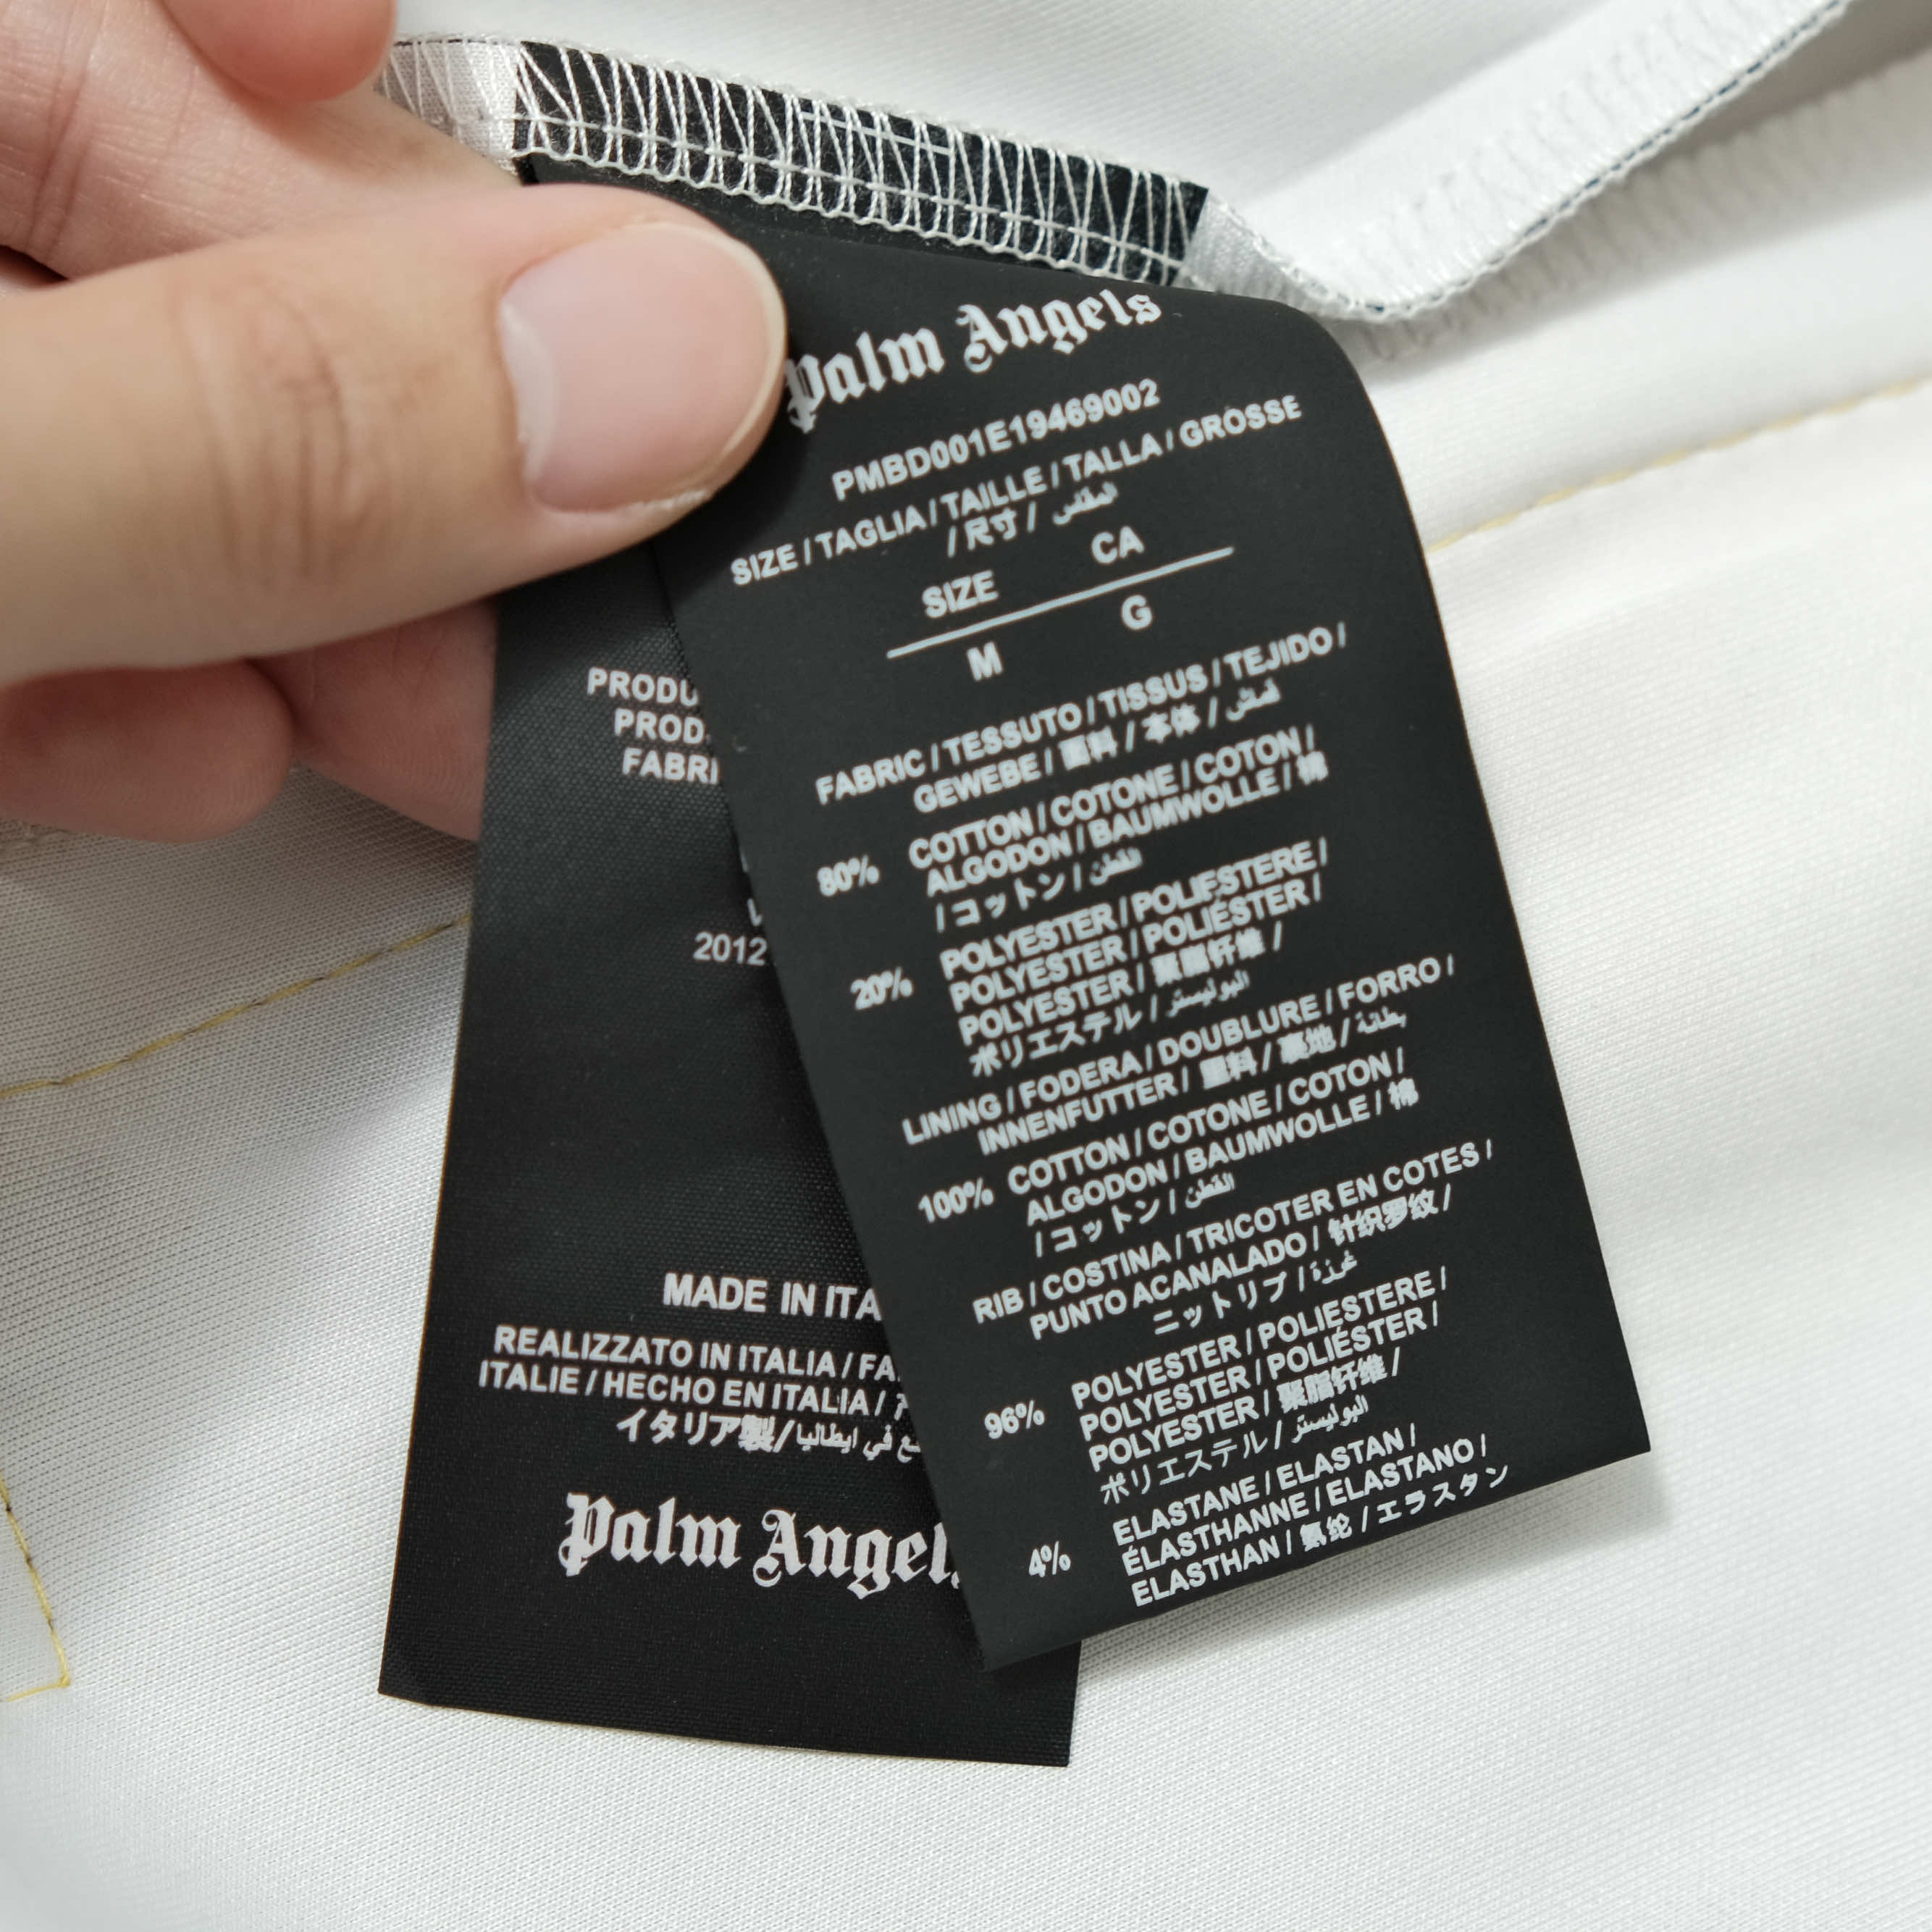 Palm Angels
PMBD001E19469002
SIZE / TAGLIA / TAILLE / TALLA / GROSSE
/ 尺寸 / المقاس
SIZE CA
M G
FABRIC / TESSUTO / TISSUS / TEJIDO /
GEWEBE / 面料 / 本体 / قماش
80% COTTON / COTONE / COTON /
ALGODON / BAUMWOLLE / 棉
/ コットン / القطن
20% POLYESTER / POLIESTERE /
POLYESTER / POLIÉSTER /
POLYESTER / 聚脂纤维 /
ポリエステル / البوليستر
LINING / FODERA / DOUBLURE / FORRO /
INNENFUTTER / 里料 / 裏地 / بطانة
100% COTTON / COTONE / COTON /
ALGODON / BAUMWOLLE / 棉
/ コットン / القطن
RIB / COSTINA / TRICOTER EN COTES /
PUNTO ACANALADO / 针织罗纹 /
ニットリブ /
96% POLYESTER / POLIESTERE /
POLYESTER / POLIÉSTER /
POLYESTER / 聚脂纤维 /
ポリエステル / البوليستر
4% ELASTANE / ELASTAN /
ÉLASTHANNE / ELASTANO /
ELASTHAN / 氨纶 / エラスタン
PRODU
PROD
FABRI
2012
MADE IN ITA
REALIZZATO IN ITALIA / FA
ITALIE / HECHO EN ITALIA /
イタリア製/ع في ايطاليا
Palm Angel